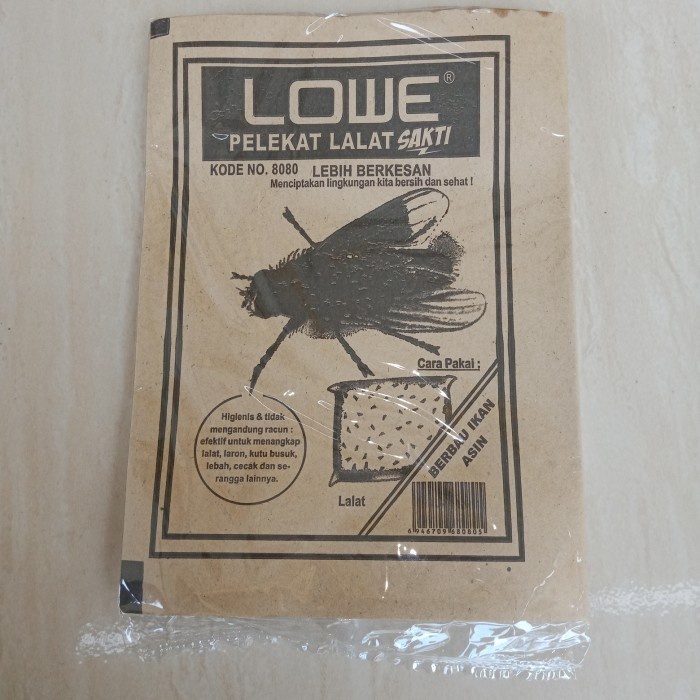 LOWE®
PELEKAT LALAT SAKTI
KODE NO. 8080 LEBIH BERKESAN
Menciptakan lingkungan kita bersih dan sehat !
Cara Pakai :
Higienis & tidak
mengandung racun :
efektif untuk menangkap
lalat, laron, kutu busuk,
lebah, cecak dan se-
rangga lainnya.
Lalat
BERBAU IKAN
ASIN